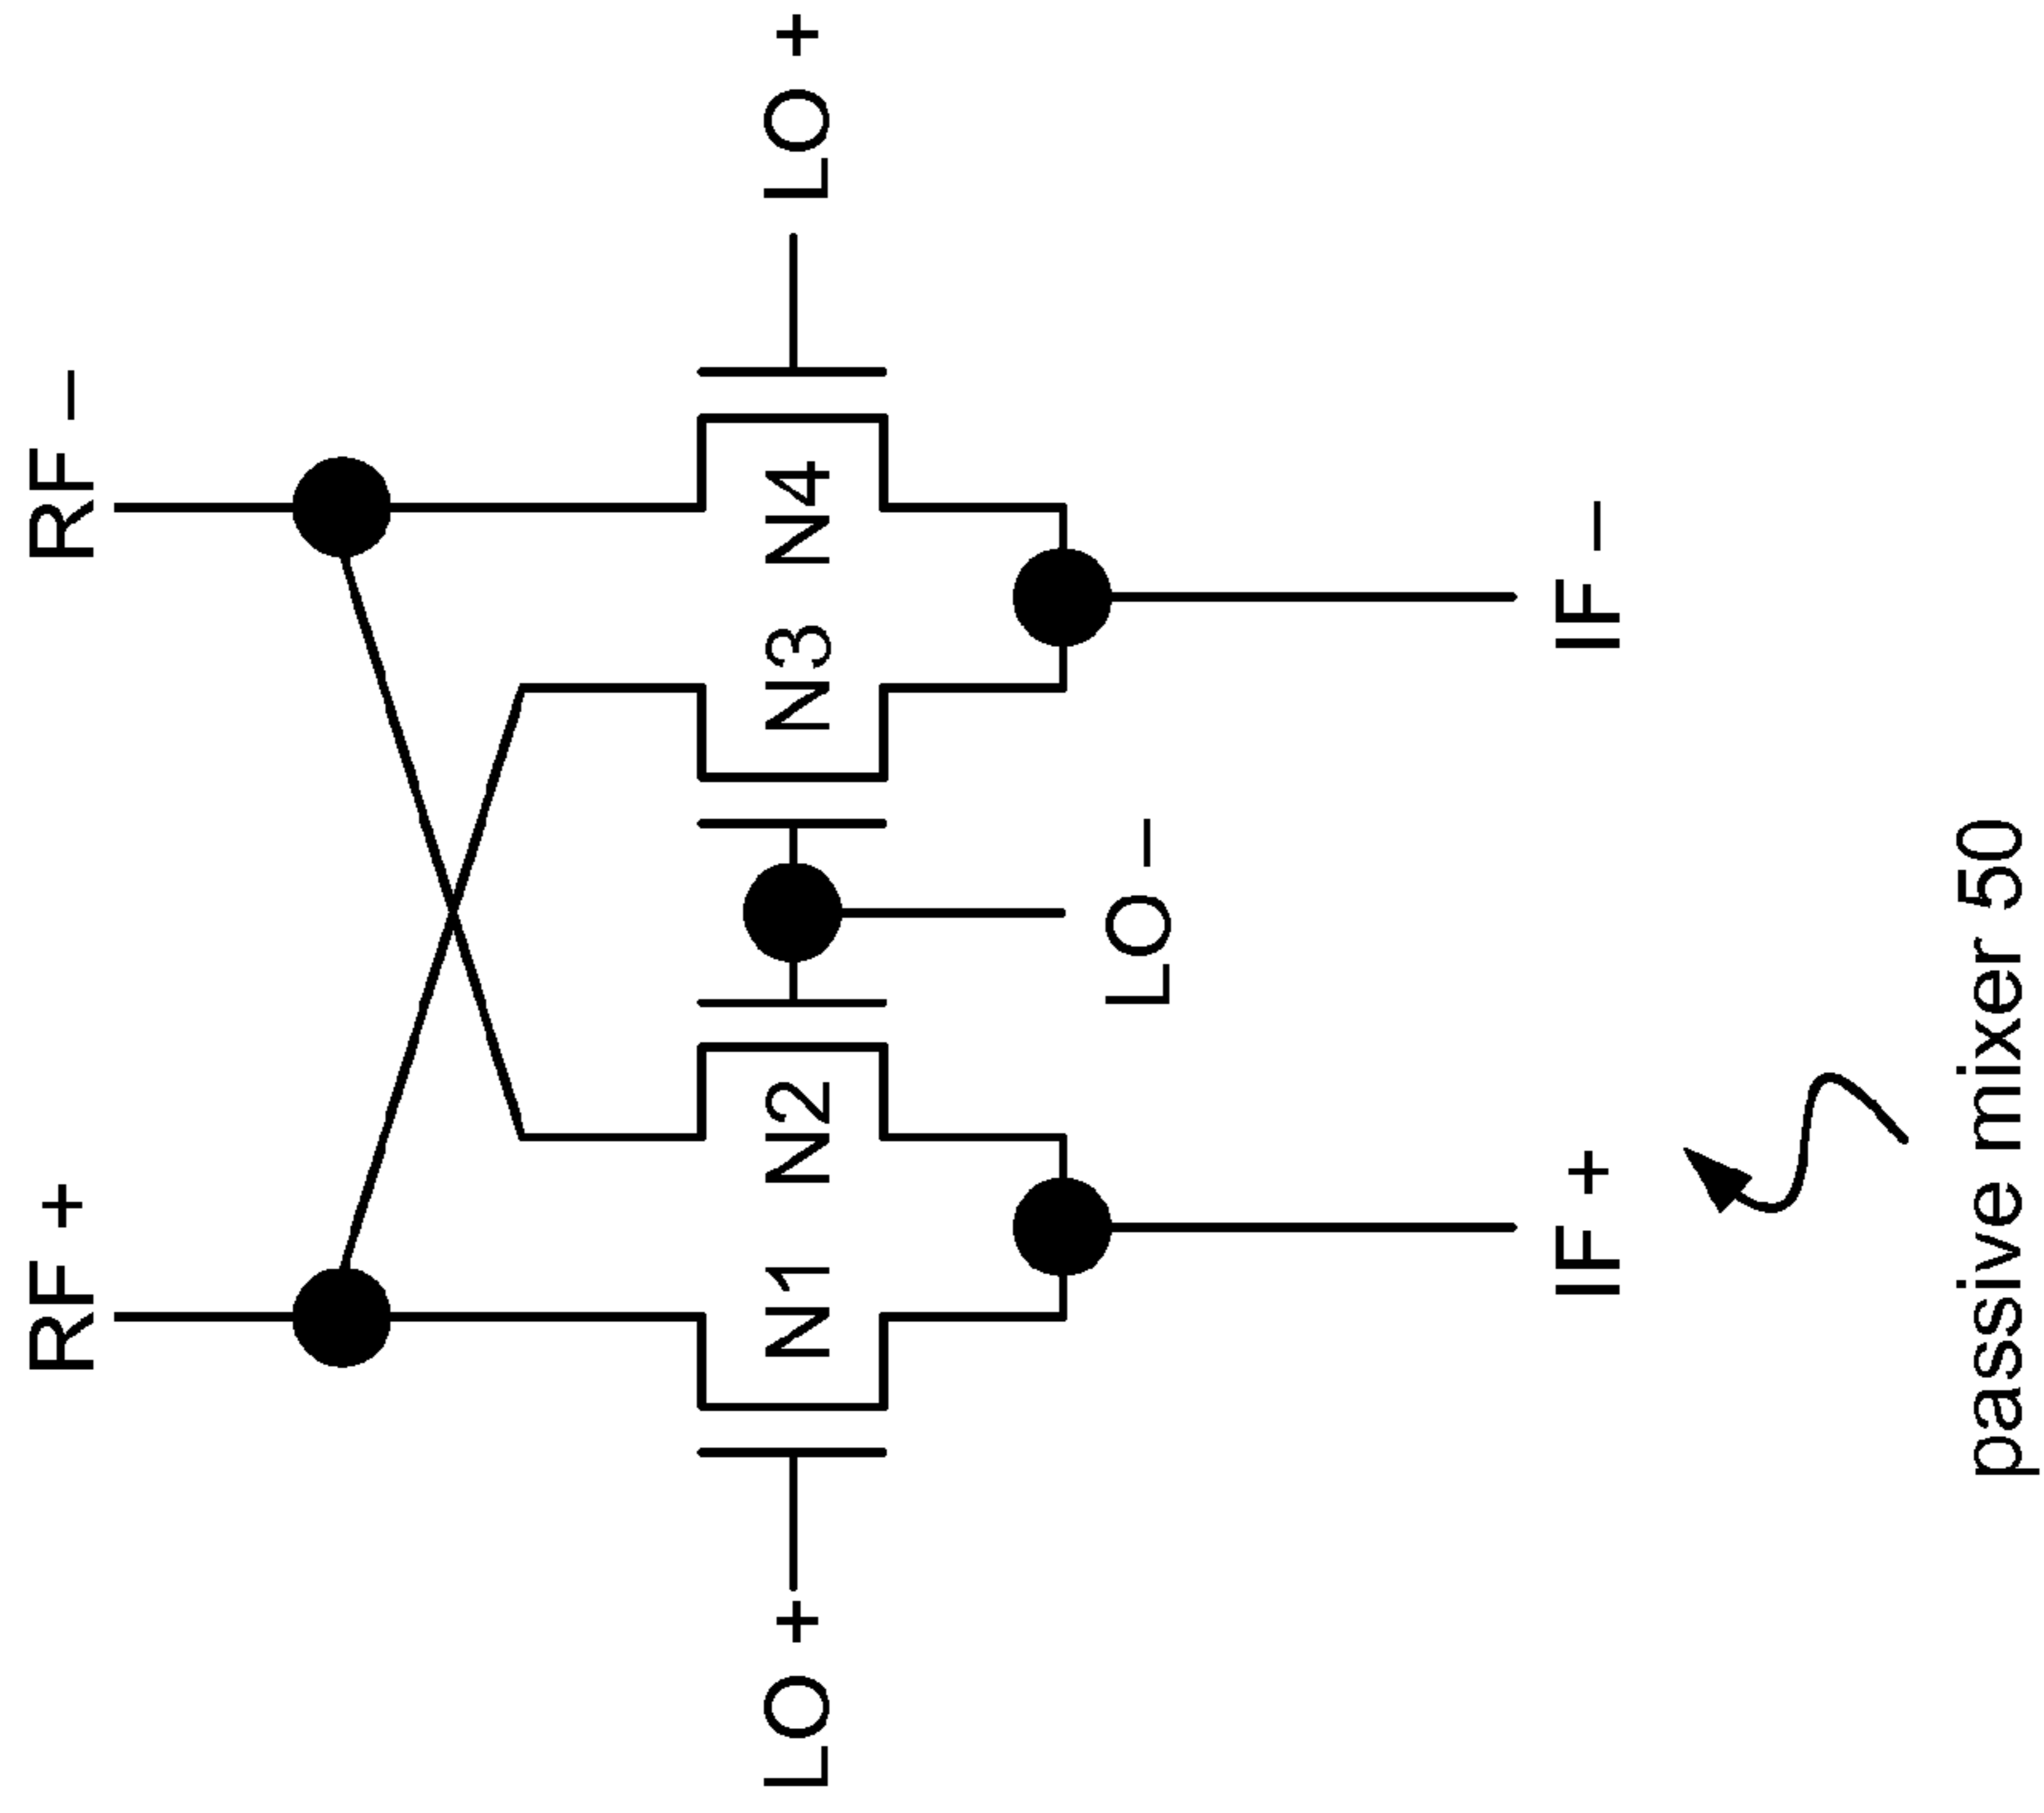 RF + RF –
LO + N1 N2 N3 N4 LO +
LO –
IF + IF –
passive mixer 50